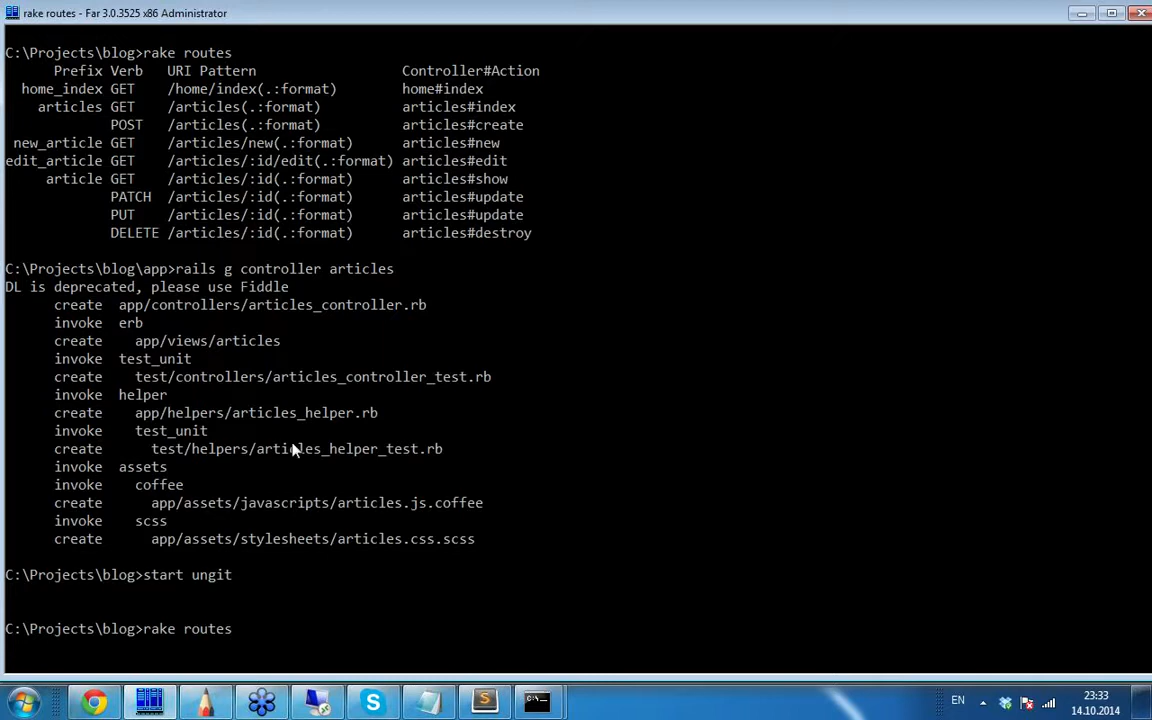 rake routes - Far 3.0.3525 x86 Administrator
C:\Projects\blog>rake routes
Prefix Verb URI Pattern Controller#Action
home_index GET /home/index(.:format) home#index
articles GET /articles(.:format) articles#index
POST /articles(.:format) articles#create
new_article GET /articles/new(.:format) articles#new
edit_article GET /articles/:id/edit(.:format) articles#edit
article GET /articles/:id(.:format) articles#show
PATCH /articles/:id(.:format) articles#update
PUT /articles/:id(.:format) articles#update
DELETE /articles/:id(.:format) articles#destroy
C:\Projects\blog\app>rails g controller articles
DL is deprecated, please use Fiddle
create app/controllers/articles_controller.rb
invoke erb
create app/views/articles
invoke test_unit
create test/controllers/articles_controller_test.rb
invoke helper
create app/helpers/articles_helper.rb
invoke test_unit
create test/helpers/articles_helper_test.rb
invoke assets
invoke coffee
create app/assets/javascripts/articles.js.coffee
invoke scss
create app/assets/stylesheets/articles.css.scss
C:\Projects\blog>start ungit
C:\Projects\blog>rake routes
EN
23:33
14.10.2014